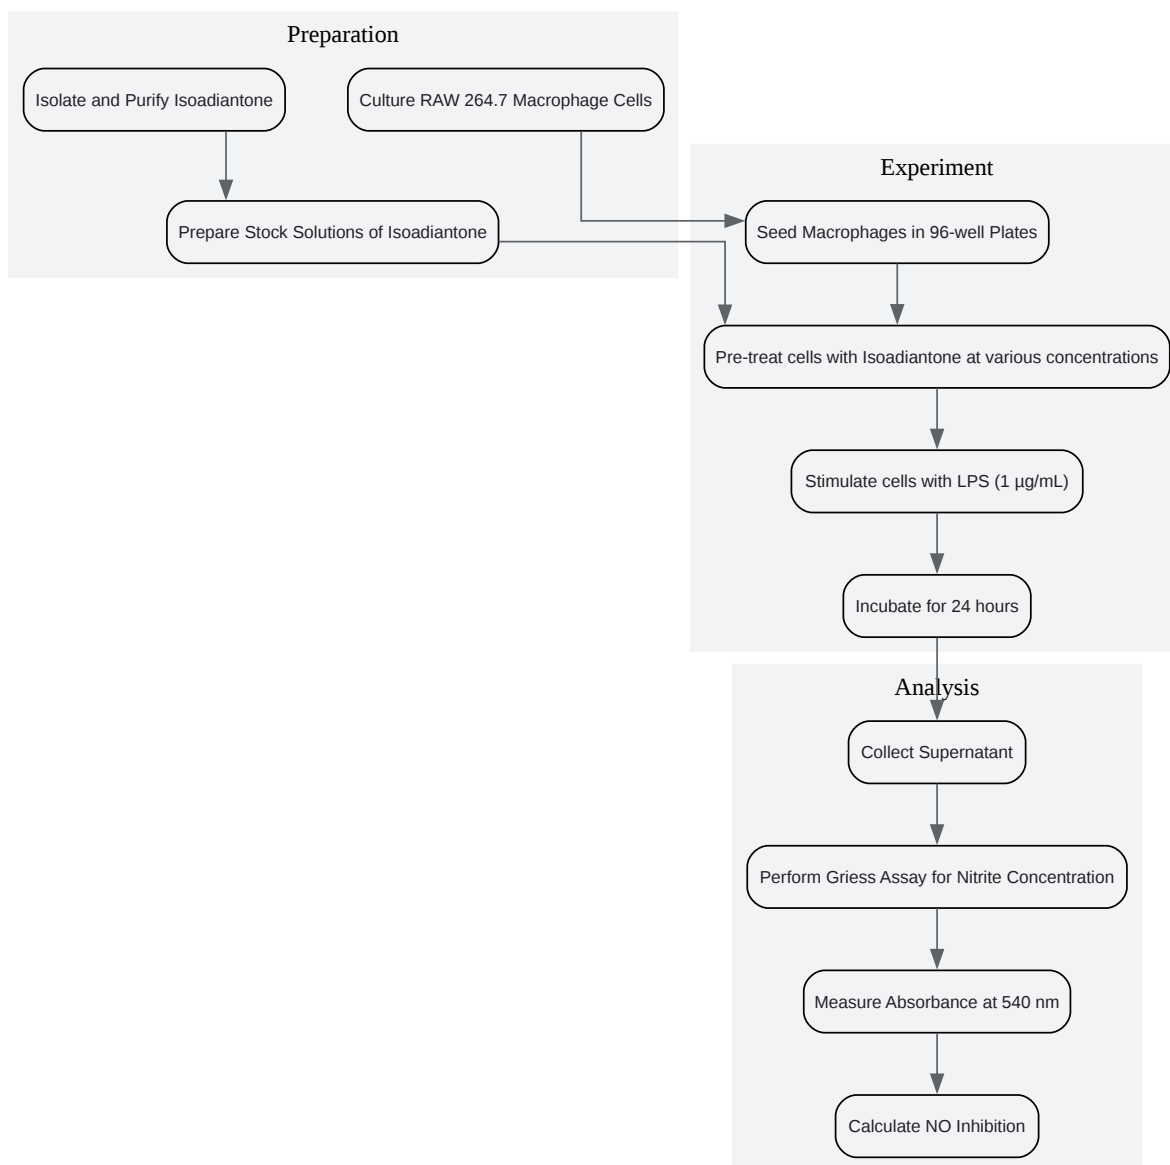 Preparation
Isolate and Purify Isoadiantone
Culture RAW 264.7 Macrophage Cells
Prepare Stock Solutions of Isoadiantone
Experiment
Seed Macrophages in 96-well Plates
Pre-treat cells with Isoadiantone at various concentrations
Stimulate cells with LPS (1 µg/mL)
Incubate for 24 hours
Analysis
Collect Supernatant
Perform Griess Assay for Nitrite Concentration
Measure Absorbance at 540 nm
Calculate NO Inhibition